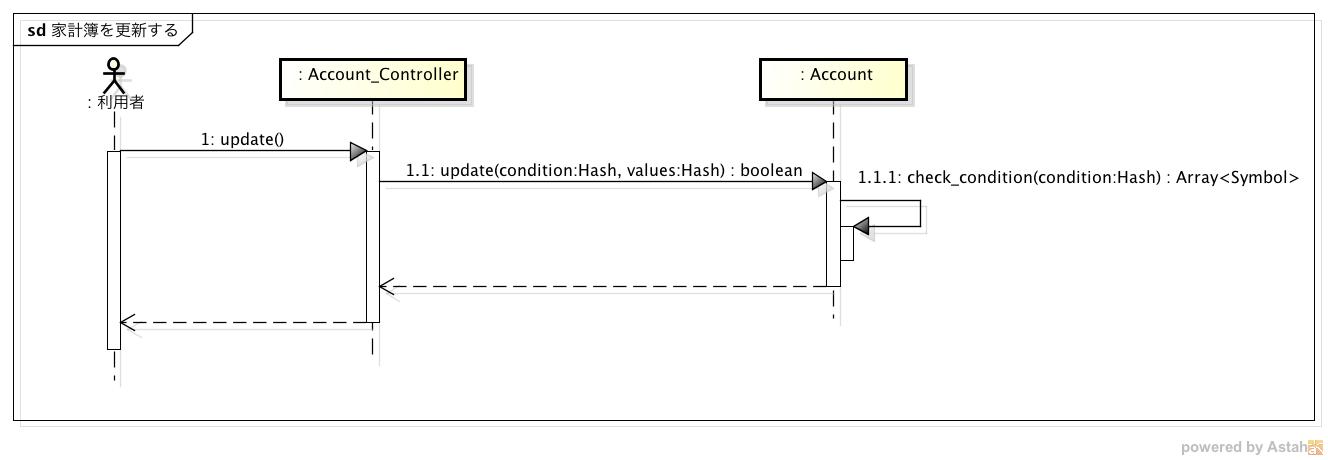 sd 家計簿を更新する
: Account_Controller
: Account
: 利用者
1: update()
1.1: update(condition:Hash, values:Hash) : boolean
1.1.1: check_condition(condition:Hash) : Array<Symbol>
powered by Astah